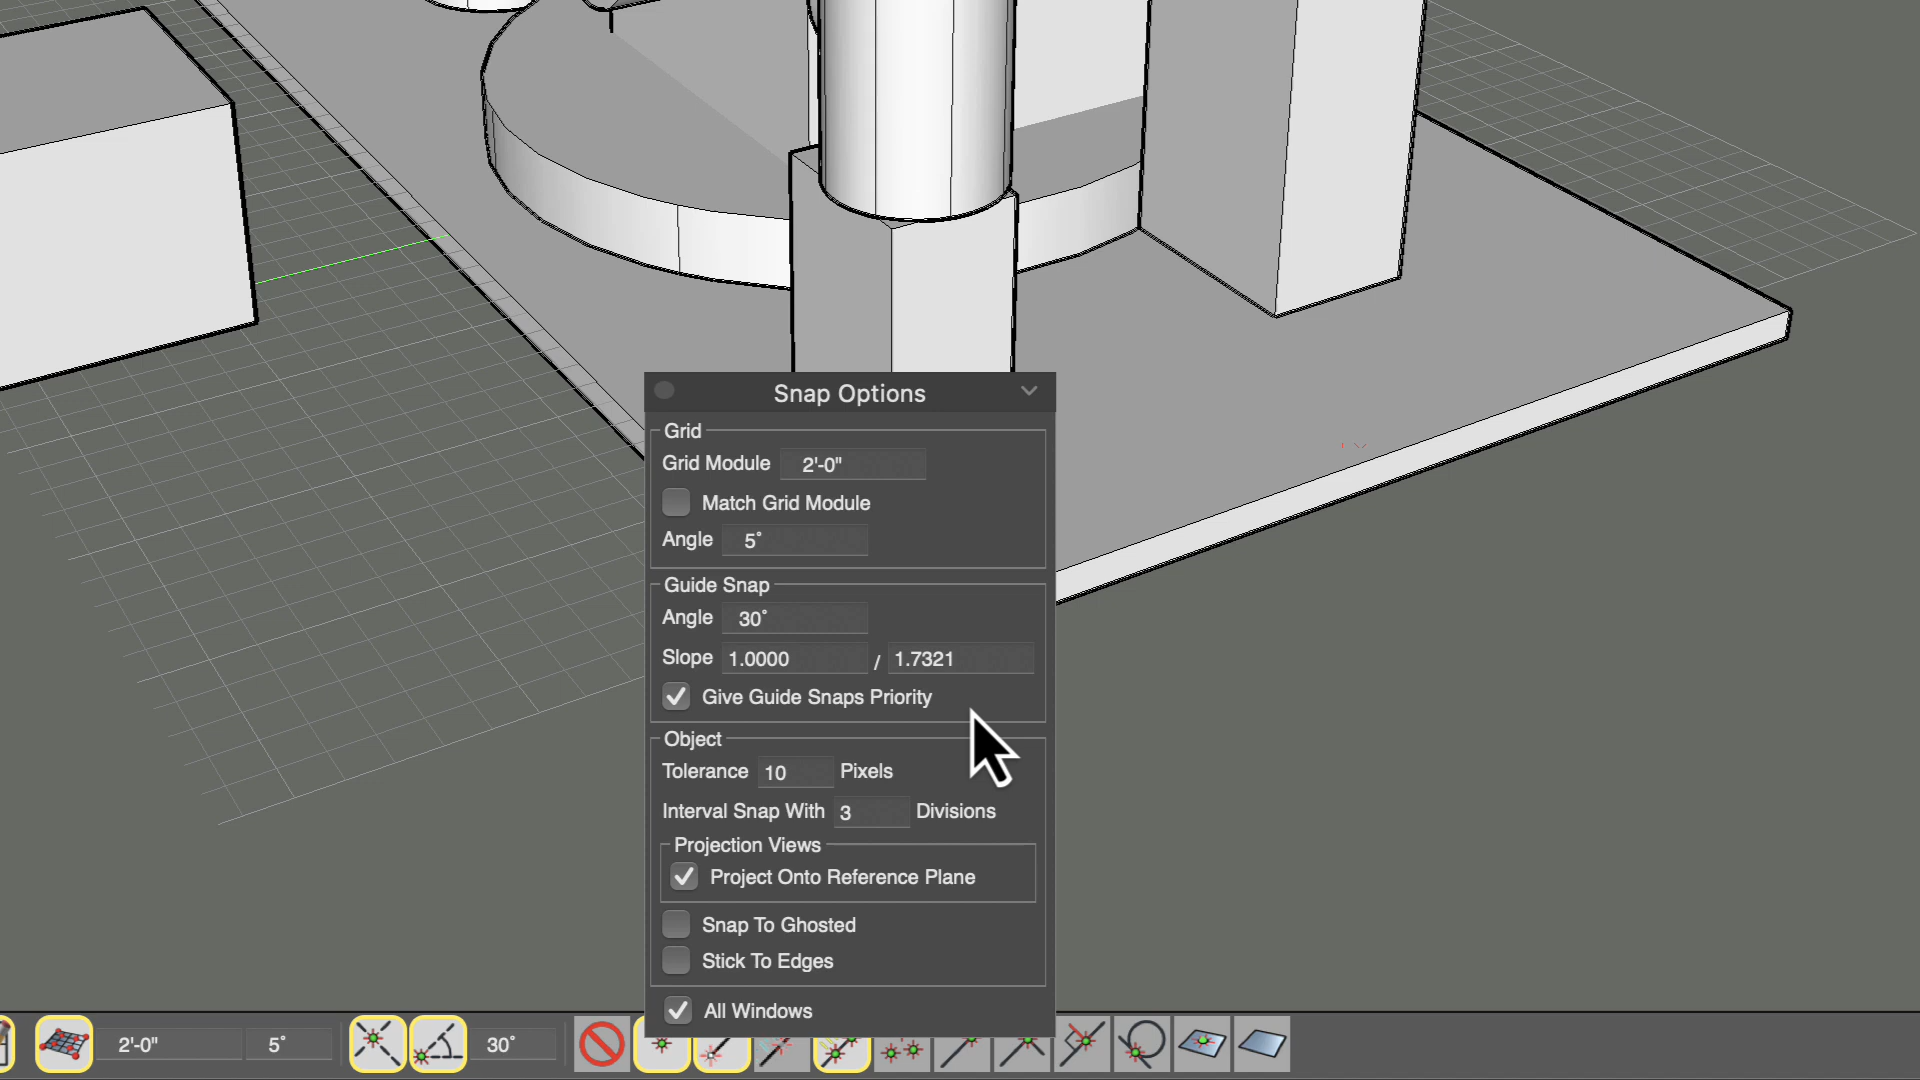 Snap Options
Grid
Grid Module 2'-0"
Match Grid Module
Angle 5°
Guide Snap
Angle 30°
Slope 1.0000 / 1.7321
Give Guide Snaps Priority
Object
Tolerance 10 Pixels
Interval Snap With 3 Divisions
Projection Views
Project Onto Reference Plane
Snap To Ghosted
Stick To Edges
All Windows
2'-0" 5° 30°